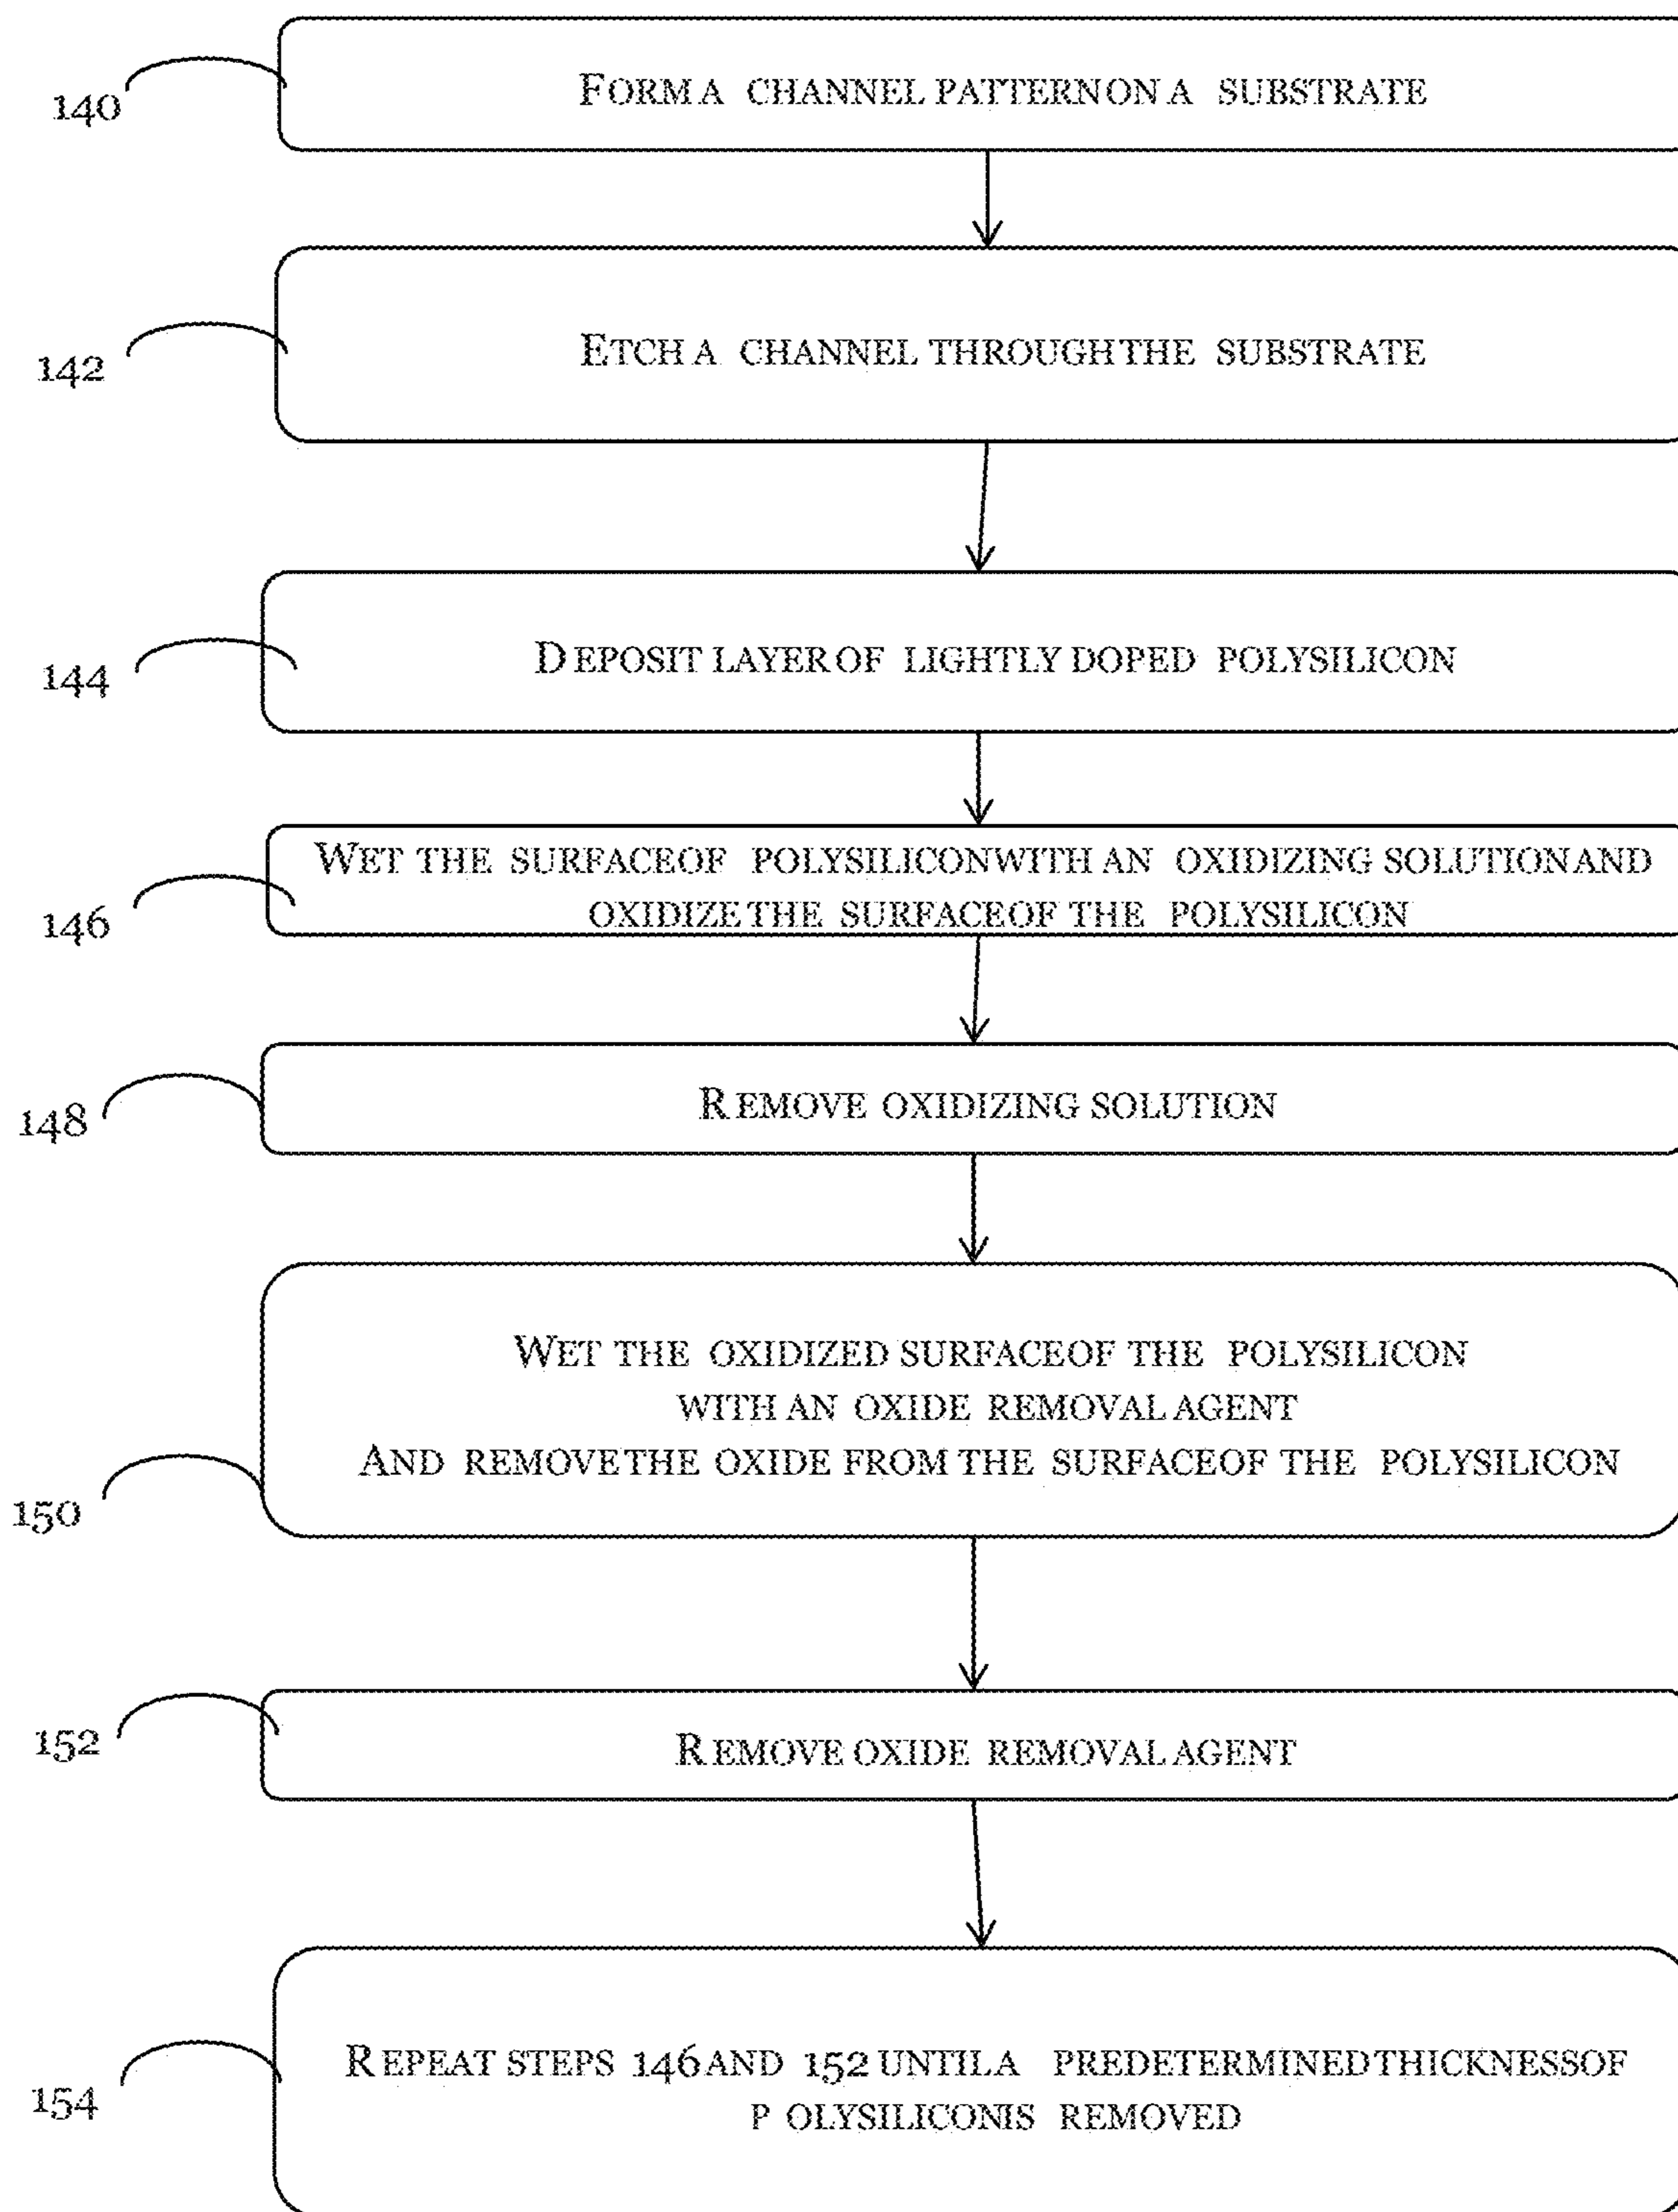 140
FORM A CHANNEL PATTERN ON A SUBSTRATE
142
ETCH A CHANNEL THROUGH THE SUBSTRATE
144
DEPOSIT LAYER OF LIGHTLY DOPED POLYSILICON
146
WET THE SURFACE OF POLYSILICON WITH AN OXIDIZING SOLUTION AND
OXIDIZE THE SURFACE OF THE POLYSILICON
148
REMOVE OXIDIZING SOLUTION
150
WET THE OXIDIZED SURFACE OF THE POLYSILICON
WITH AN OXIDE REMOVAL AGENT
AND REMOVE THE OXIDE FROM THE SURFACE OF THE POLYSILICON
152
REMOVE OXIDE REMOVAL AGENT
154
REPEAT STEPS 146 AND 152 UNTIL A PREDETERMINED THICKNESS OF
POLYSILICON IS REMOVED